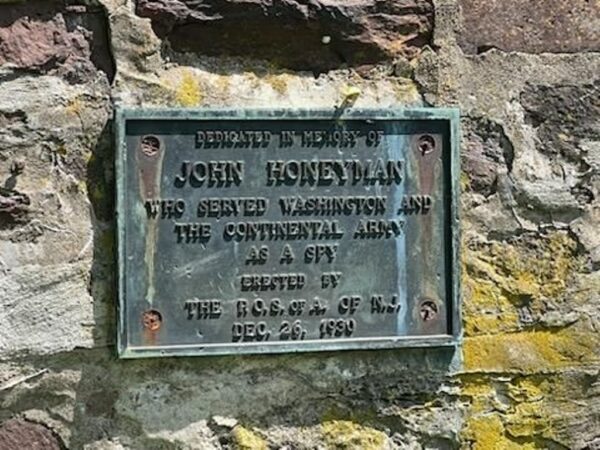 DEDICATED IN MEMORY OF
JOHN HONEYMAN
WHO SERVED WASHINGTON AND
THE CONTINENTAL ARMY
AS A SPY
ERECTED BY
THE P.O.S. OF A. OF N.J.
DEC. 26, 1930